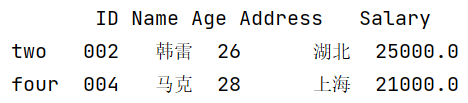 ID Name Age Address Salary
two 002 韩雷 26 湖北 25000.0
four 004 马克 28 上海 21000.0